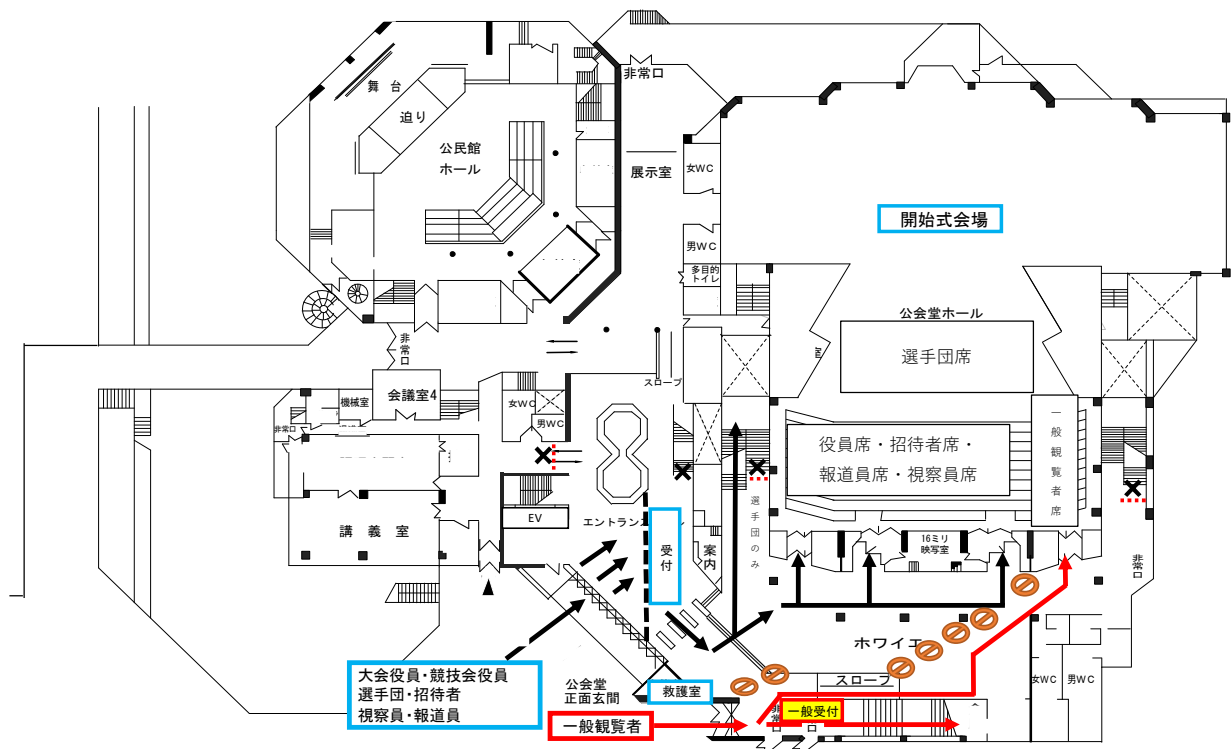 舞台
迫り
公民館
ホール
非常口
展示室
女WC
男WC
多目的
トイレ
開始式会場
公会堂ホール
選手団席
役員席・招待者席・
報道員席・視察員席
一般観覧者席
非常口
機械室
会議室4
女WC
男WC
スロープ
非常口
講義室
EV
エントランス
受付
案内
選手団のみ
16ミリ
映写室
非常口
ホワイエ
スロープ
女WC
男WC
大会役員・競技会役員
選手団・招待者
視察員・報道員
公会堂
正面玄関
救護室
一般観覧者
一般受付